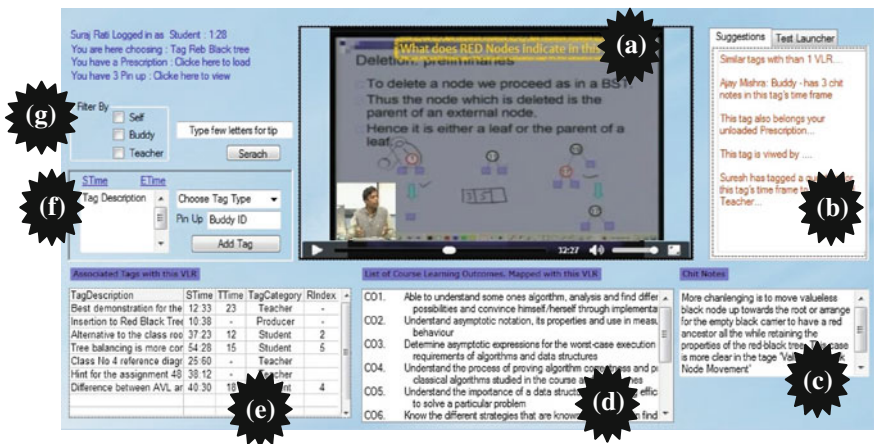 Suraj Rati Logged in as Student : 1:28
You are here choosing : Tag Reb Black tree
You have a Prescription : Clicke here to load
You have 3 Pin up : Clicke here to view
(g)
Filter By
Self
Buddy
Teacher
Type few letters for tip
Serach
(f)
STime ETime
Tag Description
Choose Tag Type
Pin Up Buddy ID
Add Tag
What does RED Nodes indicate in this
(a)
Deletion: preliminaries
To delete a node we proceed as in a BST.
Thus the node which is deleted is the
parent of an external node.
Hence it is either a leaf or the parent of a
leaf.
32:27
Suggestions Test Launcher
Similar tags with than 1 VLR...
Ajay Mishra: Buddy - has 3 chit
notes in this tag's time frame
This tag also belongs your
unloaded Prescription...
This tag is viwed by ....
Suresh has tagged a
this tag's time frame to
Teacher...
(b)
Associated Tags with this VLR
TagDescription STime TTime TagCategory RIndex
Best demonstration for the 12:33 23 Teacher -
Insertion to Red Black Tree 10:38 - Producer -
Alternative to the class roo 37:23 12 Student 2
Tree balancing is more cor 54:28 15 Student 5
Class No 4 reference diagr 25:60 - Teacher -
Hint for the assignment 48 38:12 -
Difference between AVL ar 40:30 18 4
(e)
List of Course Learning Outcomes. Mapped with this VLR
CO1. Able to understand some ones algorithm, analysis and find differ
possibilities and convince himself/herself through implementa
CO2. Understand asymptotic notation, its properties and use in measu
behaviour
CO3. Determine asymptotic expressions for the worst-case execution
requirements of algorithms and data structures
CO4. Understand the process of proving algorithm correctness and pr
classical algorithms studied in the course
CO5. Understand the importance of a data struct effic
to solve a particular problem
CO6. Know the different strategies that are know find
(d)
Chit Notes
More chanlenging is to move valueless
black node up towards the root or arrange
for the empty black carrier to have a red
ancestor all the while retaining the
properties of the red-black tree. case
is more clear in the tage
Node Movement"
(c)